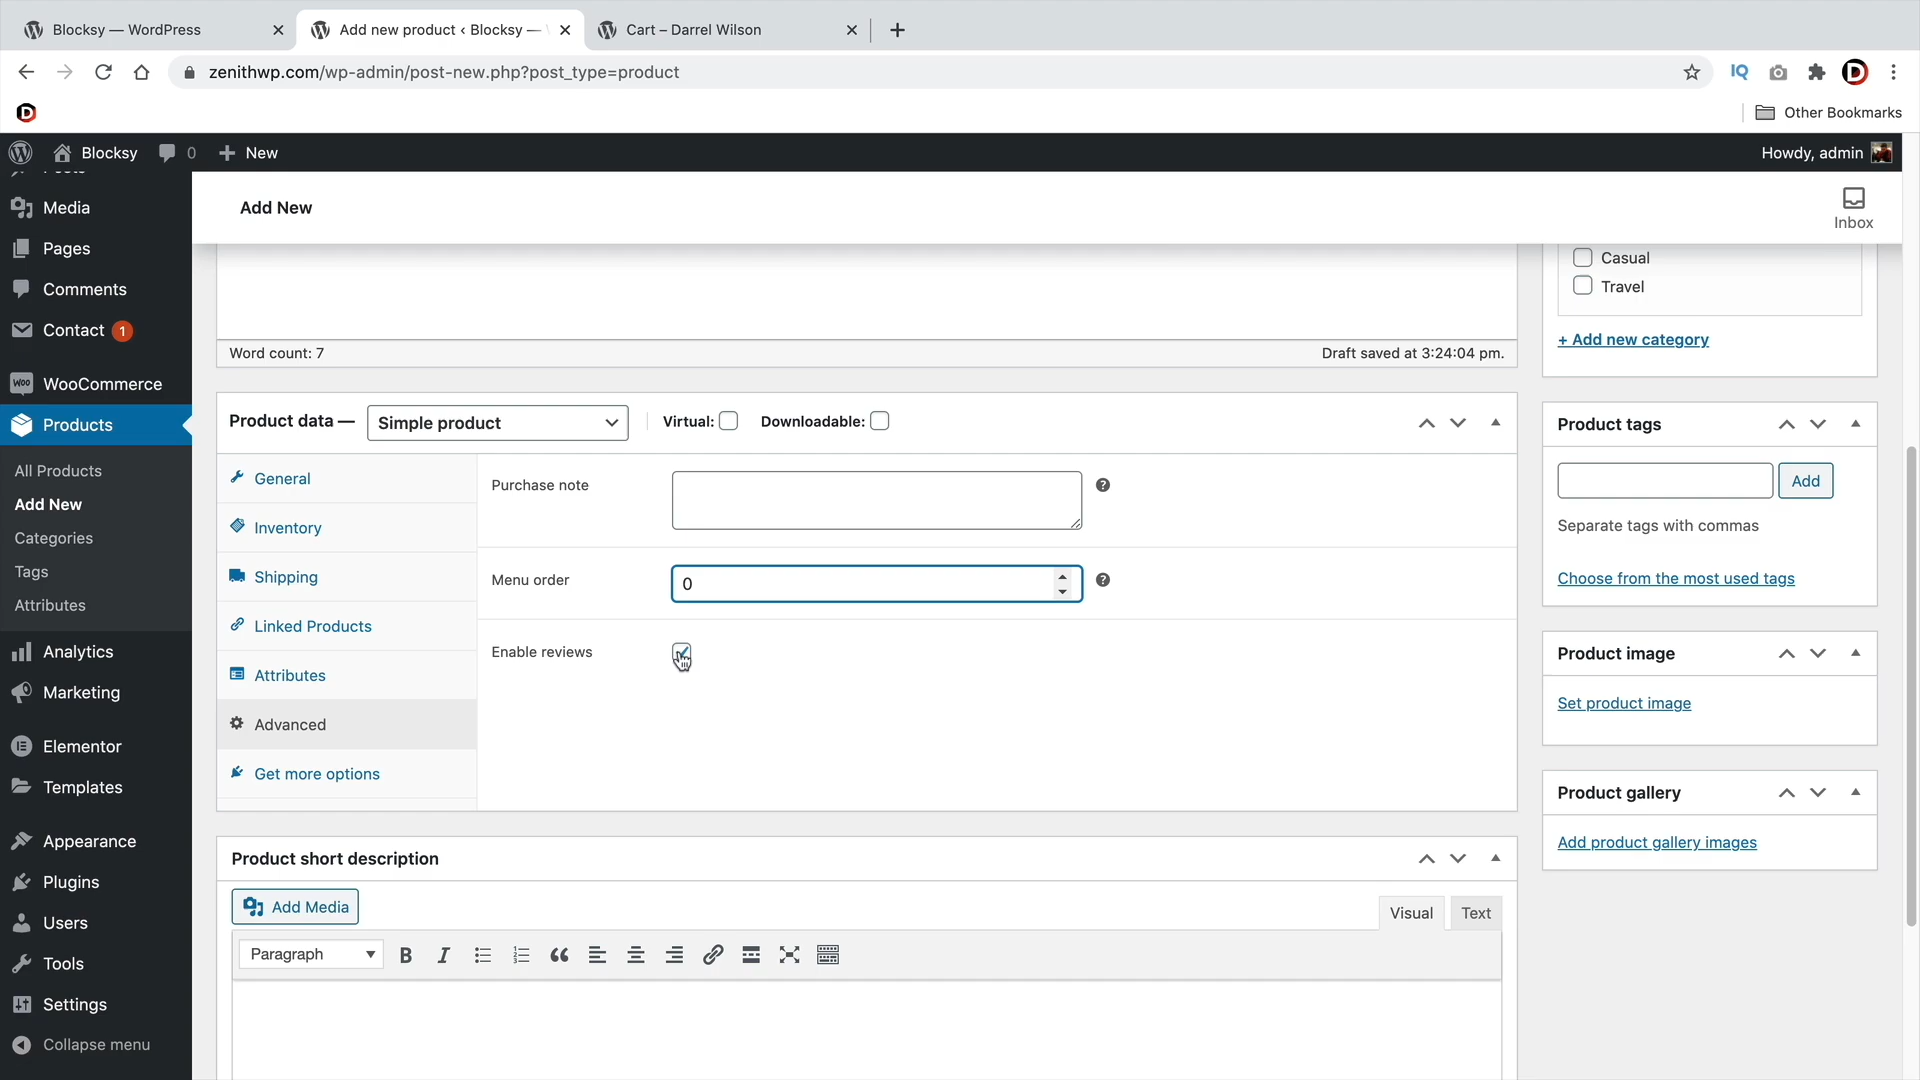 Blocksy — WordPress
Add new product ‹ Blocksy —
Cart – Darrel Wilson
zenithwp.com/wp-admin/post-new.php?post_type=product
IQ
D
D
Other Bookmarks
Blocksy
0
New
Howdy, admin
Media
Pages
Comments
Contact 1
WooCommerce
Products
All Products
Add New
Categories
Tags
Attributes
Analytics
Marketing
Elementor
Templates
Appearance
Plugins
Users
Tools
Settings
Collapse menu
Add New
Inbox
Word count: 7
Draft saved at 3:24:04 pm.
Product data —
Simple product
Virtual:
Downloadable:
General
Inventory
Shipping
Linked Products
Attributes
Advanced
Get more options
Purchase note
Menu order
0
Enable reviews
Product short description
Add Media
Visual
Text
Paragraph
Casual
Travel
+ Add new category
Product tags
Add
Separate tags with commas
Choose from the most used tags
Product image
Set product image
Product gallery
Add product gallery images